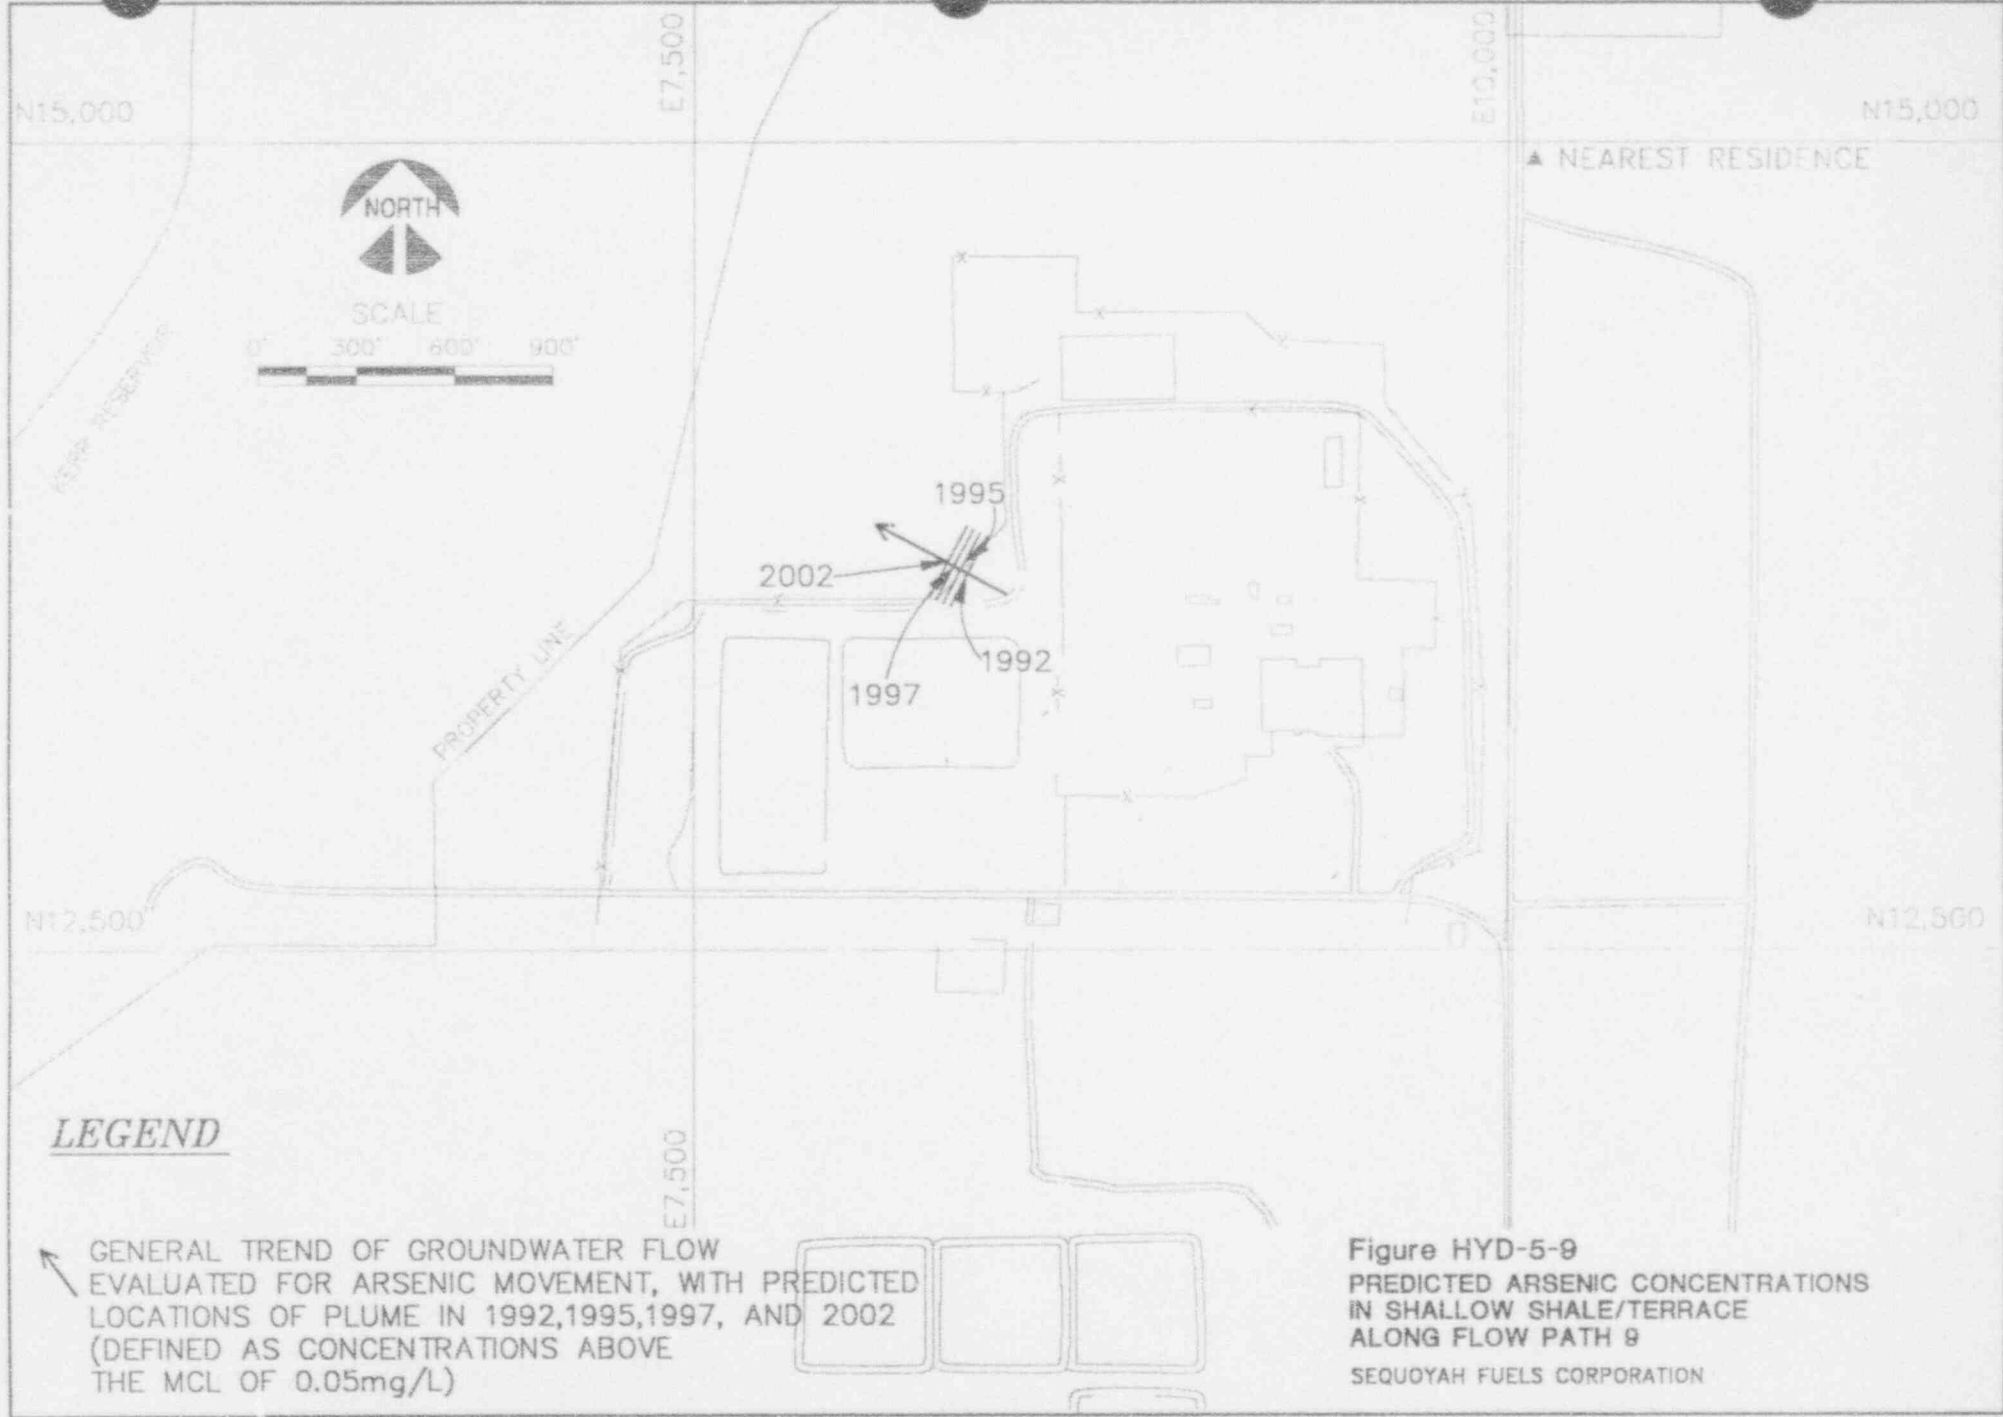 E7,500
E10,000
N15,000
N15,000
▲ NEAREST RESIDENCE
NORTH
SCALE
0' 300' 600' 900'
KERR RESERVOIR
1995
2002
1992
1997
PROPERTY LINE
N12,500
N12,500
LEGEND
E7,500
GENERAL TREND OF GROUNDWATER FLOW
EVALUATED FOR ARSENIC MOVEMENT, WITH PREDICTED
LOCATIONS OF PLUME IN 1992,1995,1997, AND 2002
(DEFINED AS CONCENTRATIONS ABOVE
THE MCL OF 0.05mg/L)
Figure HYD-5-9
PREDICTED ARSENIC CONCENTRATIONS
IN SHALLOW SHALE/TERRACE
ALONG FLOW PATH 9
SEQUOYAH FUELS CORPORATION